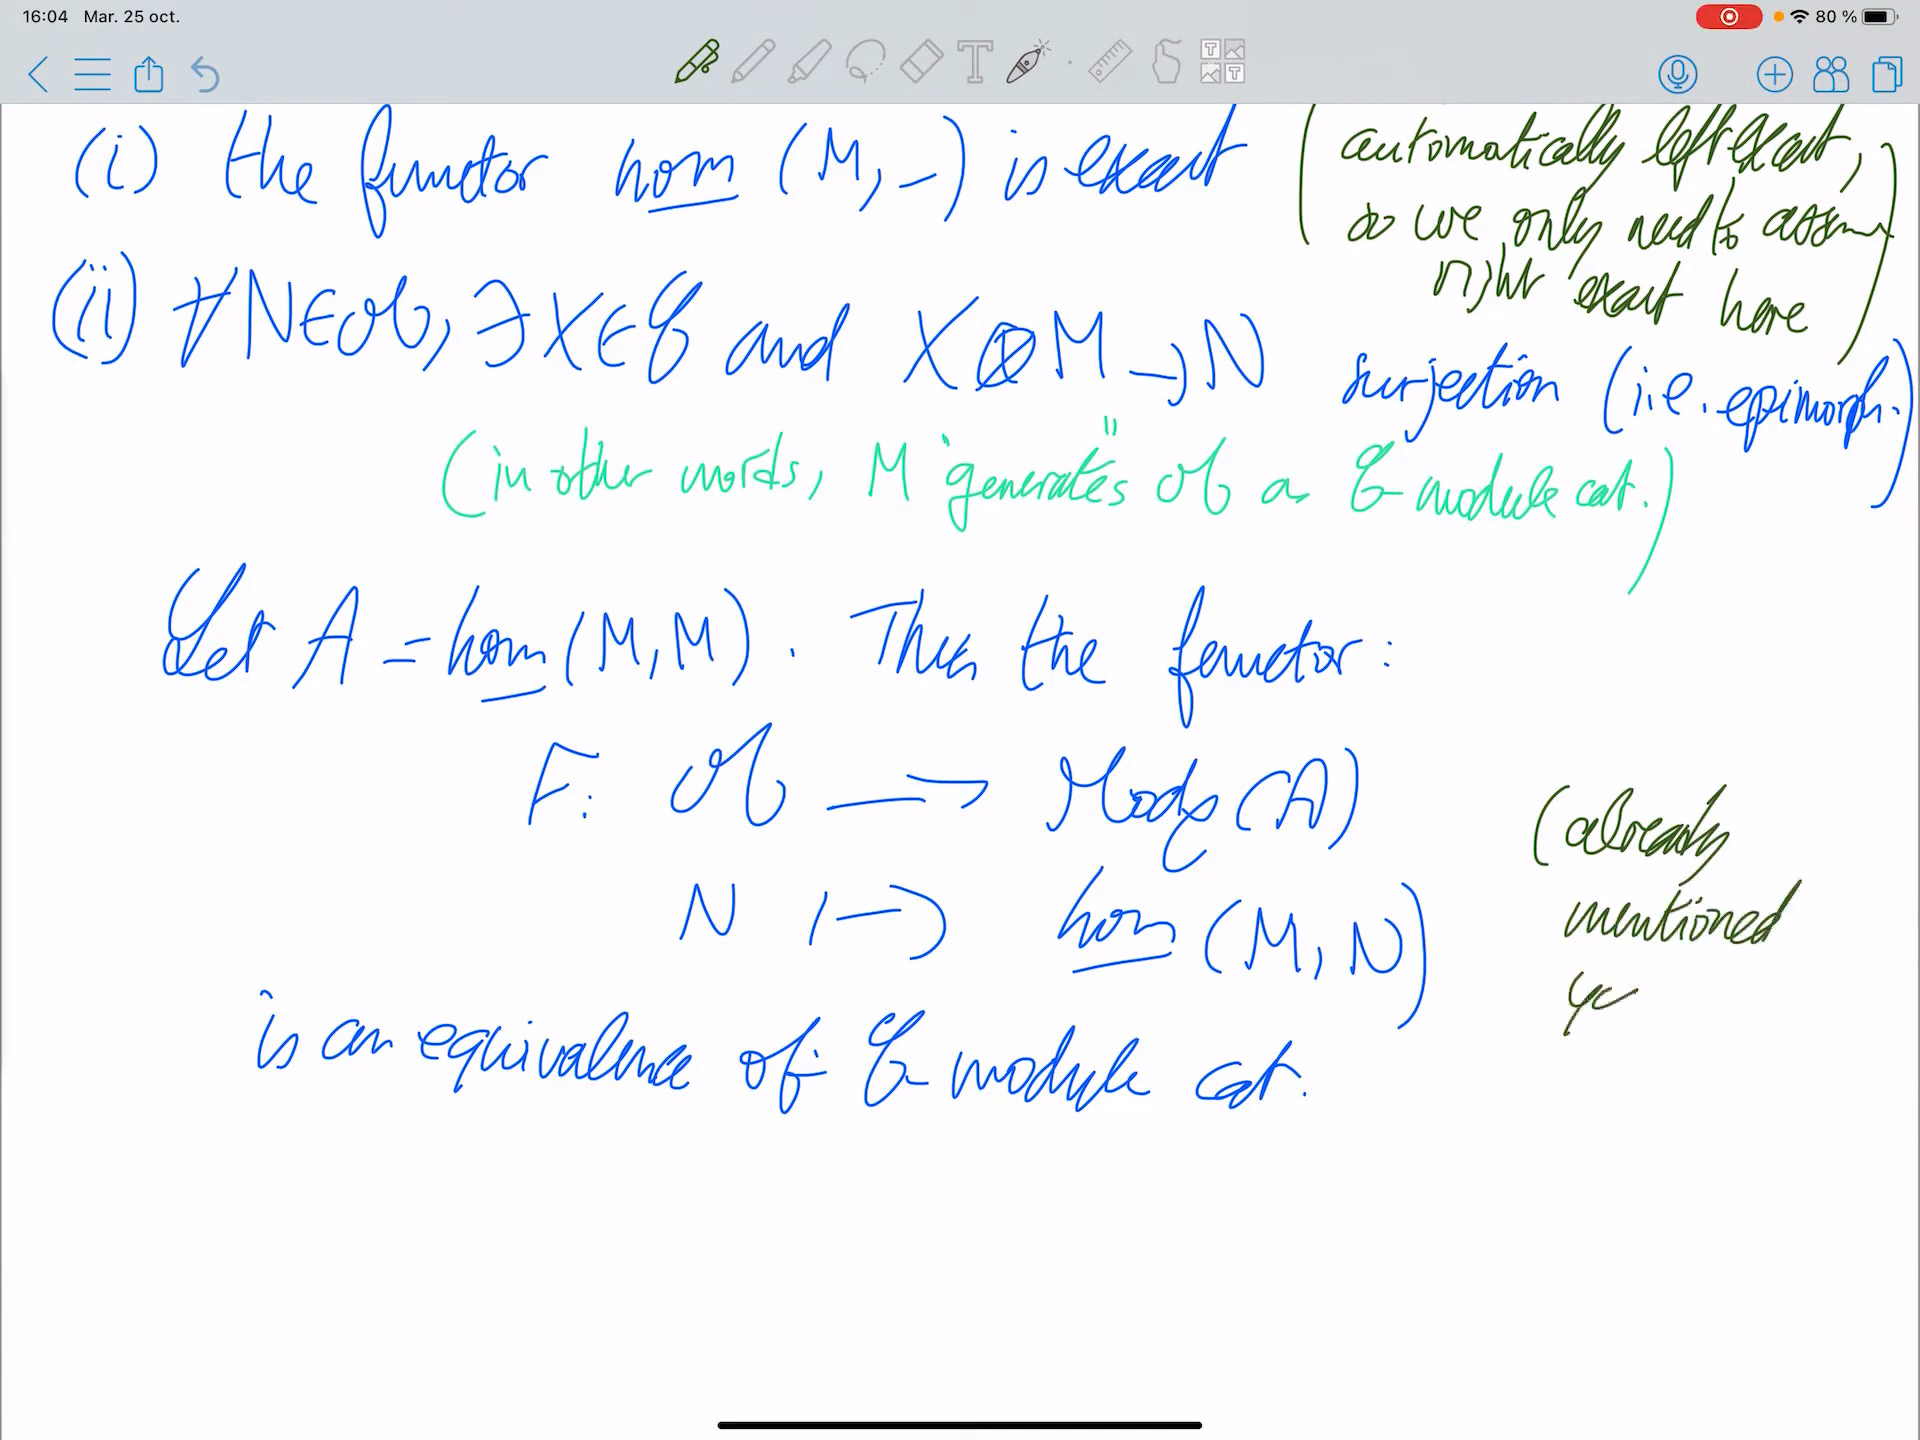 16:04 Mar. 25 oct.
80 %
(i) the functor hom (M, -) is exact
(automatically left exact,
so we only need to assume
right exact here)
(ii) ∀ N ∈ ℳ, ∃ X ∈ 𝒞 and X ⊗ M → N surjection (i.e. epimorph.)
(in other words, M "generates" ℳ as 𝒞-module cat.)
Let A = hom (M, M). Then the functor:
F: ℳ → Mod𝒞 (A)
N ↦ hom (M, N)
(already
mentioned
is an equivalence of 𝒞-module cat.